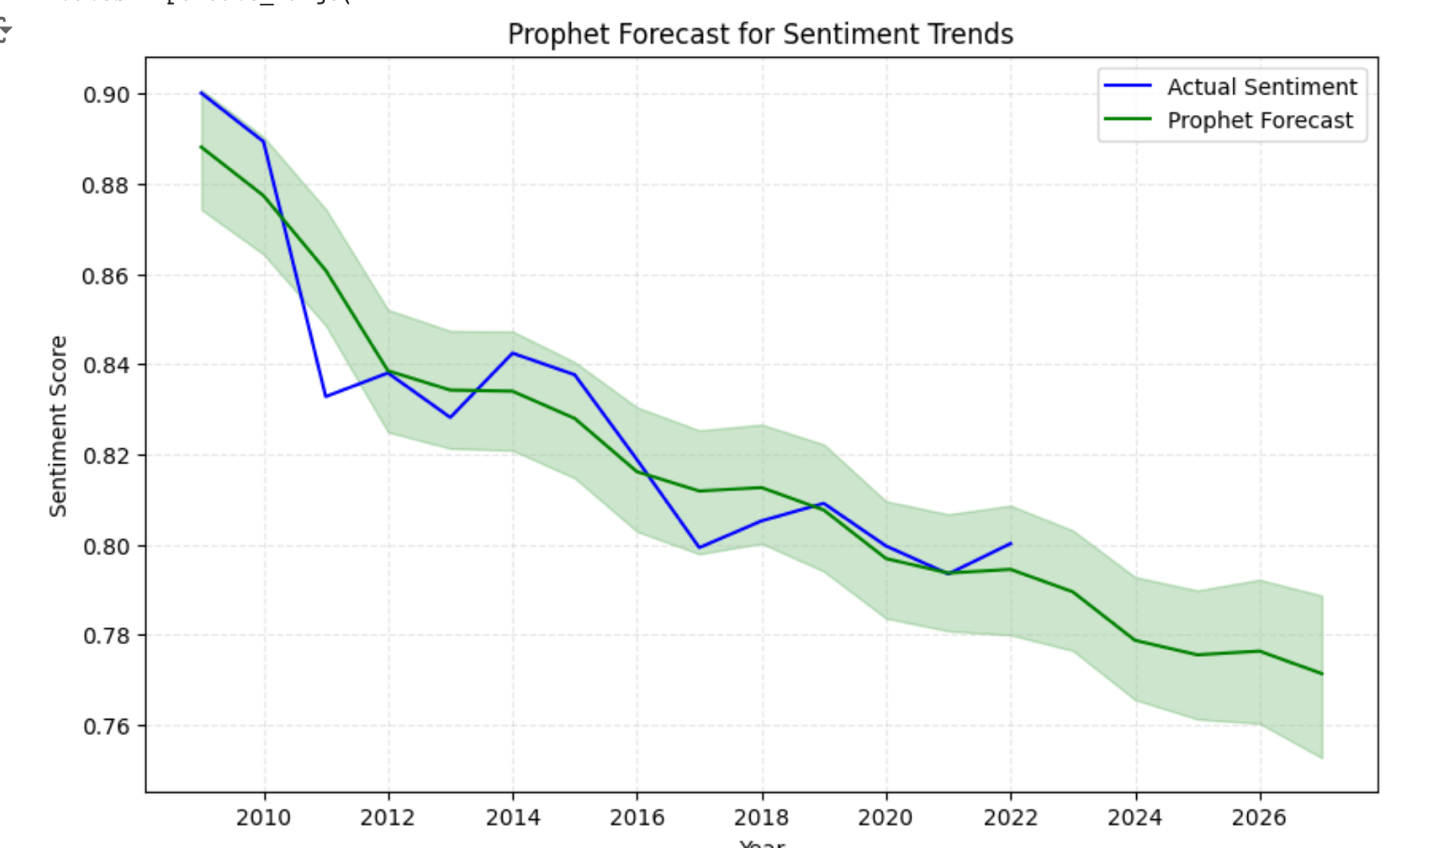 Prophet Forecast for Sentiment Trends
Actual Sentiment
Prophet Forecast
Sentiment Score
0.90
0.88
0.86
0.84
0.82
0.80
0.78
0.76
2010 2012 2014 2016 2018 2020 2022 2024 2026
Year